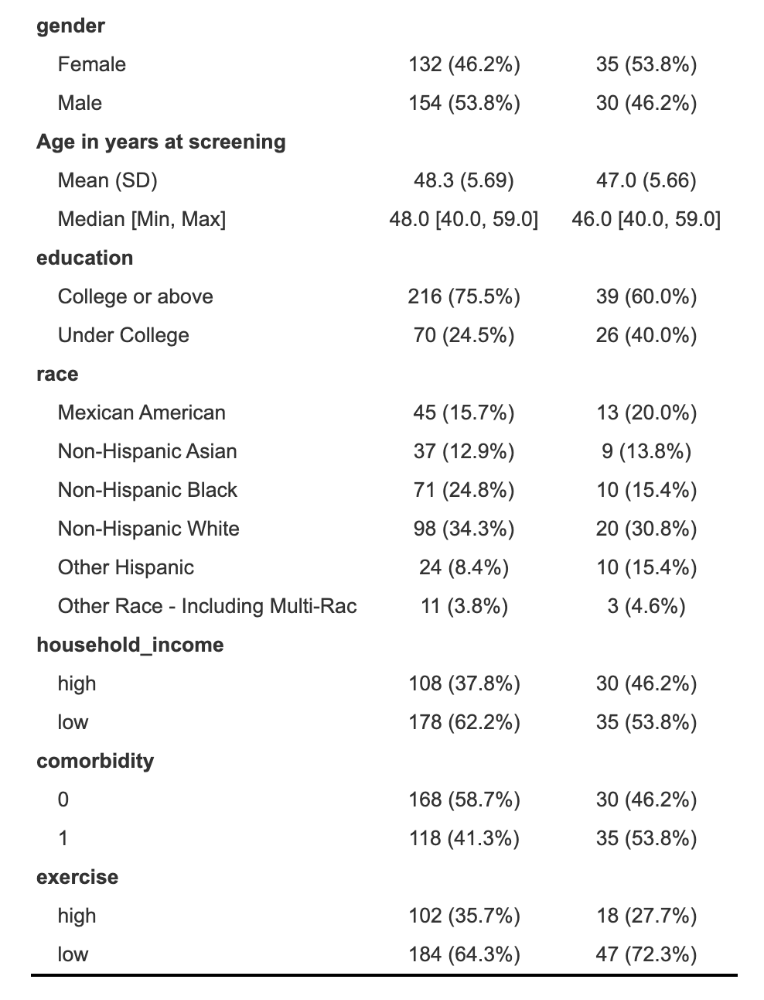 gender
Female 132 (46.2%) 35 (53.8%)
Male 154 (53.8%) 30 (46.2%)
Age in years at screening
Mean (SD) 48.3 (5.69) 47.0 (5.66)
Median [Min, Max] 48.0 [40.0, 59.0] 46.0 [40.0, 59.0]
education
College or above 216 (75.5%) 39 (60.0%)
Under College 70 (24.5%) 26 (40.0%)
race
Mexican American 45 (15.7%) 13 (20.0%)
Non-Hispanic Asian 37 (12.9%) 9 (13.8%)
Non-Hispanic Black 71 (24.8%) 10 (15.4%)
Non-Hispanic White 98 (34.3%) 20 (30.8%)
Other Hispanic 24 (8.4%) 10 (15.4%)
Other Race - Including Multi-Rac 11 (3.8%) 3 (4.6%)
household_income
high 108 (37.8%) 30 (46.2%)
low 178 (62.2%) 35 (53.8%)
comorbidity
0 168 (58.7%) 30 (46.2%)
1 118 (41.3%) 35 (53.8%)
exercise
high 102 (35.7%) 18 (27.7%)
low 184 (64.3%) 47 (72.3%)